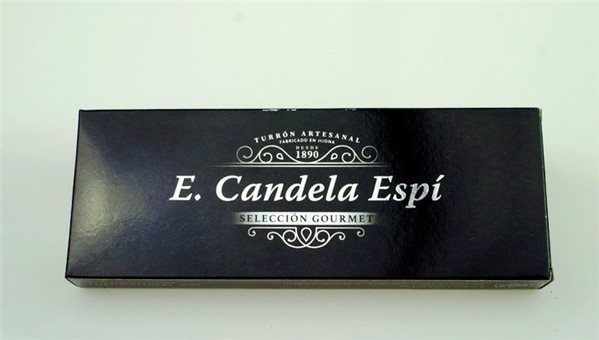 TURRÓN ARTESANAL
FABRICADO EN JIJONA
DESDE
1890
E. Candela Espí
SELECCIÓN GOURMET